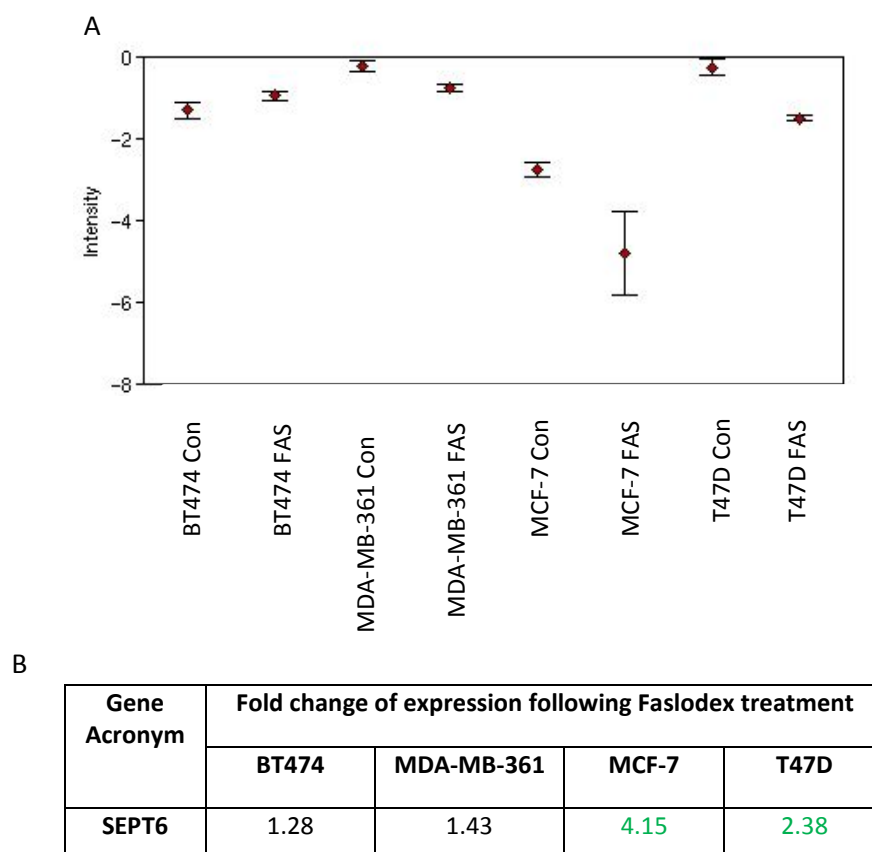 A
0
−2
−4
−6
−8
Intensity
BT474 Con
BT474 FAS
MDA-MB-361 Con
MDA-MB-361 FAS
MCF-7 Con
MCF-7 FAS
T47D Con
T47D FAS
B
Gene Acronym
Fold change of expression following Faslodex treatment
BT474 MDA-MB-361 MCF-7 T47D
SEPT6 1.28 1.43 4.15 2.38